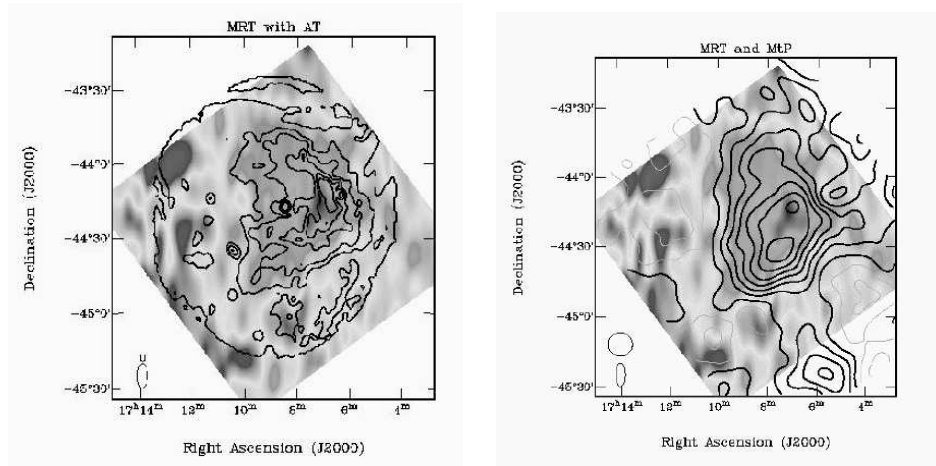 MRT with AT
Declination (J2000)
−43°30'
−44°0'
−44°30'
−45°0'
−45°30'
17ʰ14ᵐ 10ᵐ 8ᵐ 6ᵐ 4ᵐ
Right Ascension (J2000)
MRT and MtP
Declination (J2000)
−43°30'
−44°0'
−44°30'
−45°0'
−45°30'
17ʰ14ᵐ 10ᵐ 8ᵐ 6ᵐ 4ᵐ
Right Ascension (J2000)